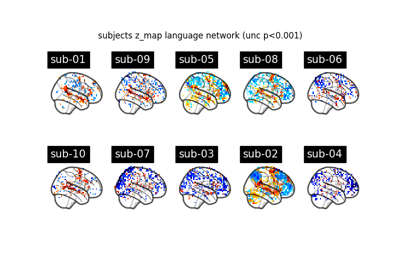 subjects z_map language network (unc p<0.001)
sub-01 sub-09 sub-05 sub-08 sub-06
sub-10 sub-07 sub-03 sub-02 sub-04